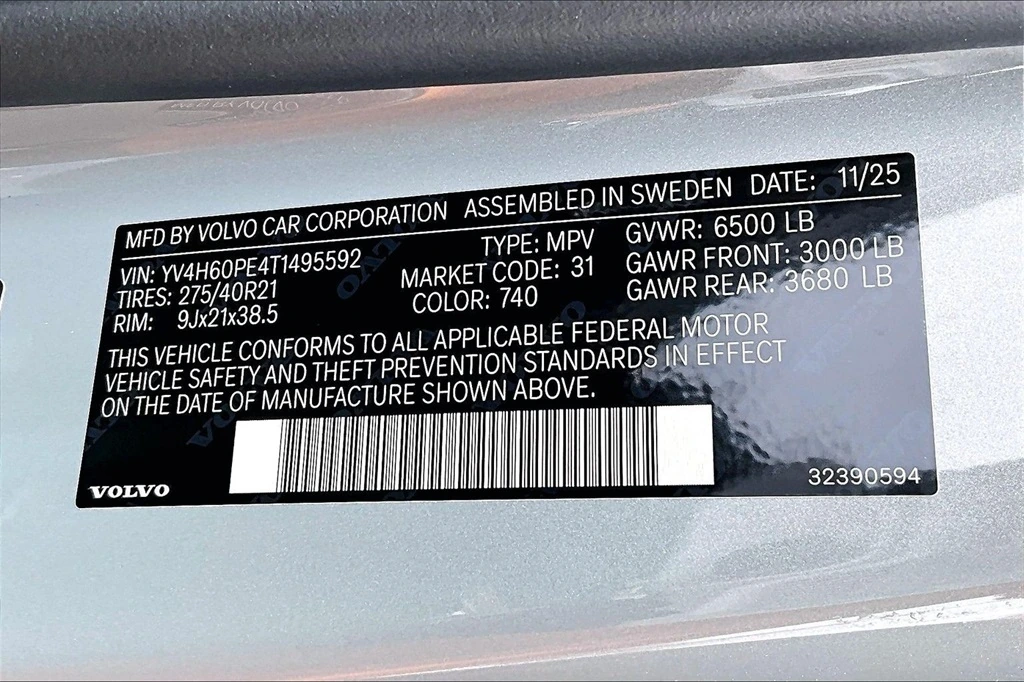 MFD BY VOLVO CAR CORPORATION ASSEMBLED IN SWEDEN DATE: 11/25
VIN: YV4H60PE4T1495592 TYPE: MPV GVWR: 6500 LB
TIRES: 275/40R21 MARKET CODE: 31 GAWR FRONT: 3000 LB
RIM: 9Jx21x38.5 COLOR: 740 GAWR REAR: 3680 LB
THIS VEHICLE CONFORMS TO ALL APPLICABLE FEDERAL MOTOR
VEHICLE SAFETY AND THEFT PREVENTION STANDARDS IN EFFECT
ON THE DATE OF MANUFACTURE SHOWN ABOVE.
VOLVO 32390594